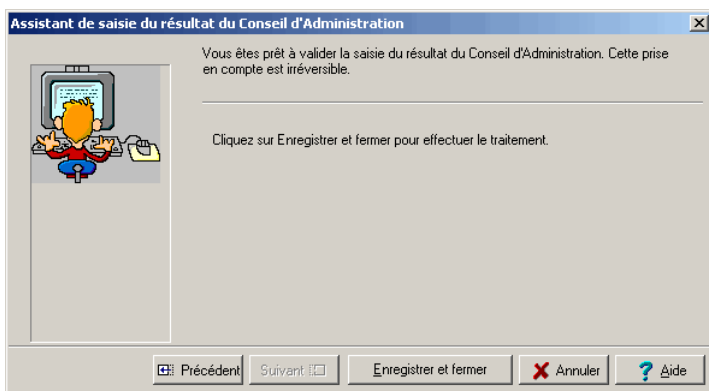 Assistant de saisie du résultat du Conseil d'Administration
Vous êtes prêt à valider la saisie du résultat du Conseil d'Administration. Cette prise
en compte est irréversible.
Cliquez sur Enregistrer et fermer pour effectuer le traitement.
Précédent Suivant Enregistrer et fermer Annuler ? Aide